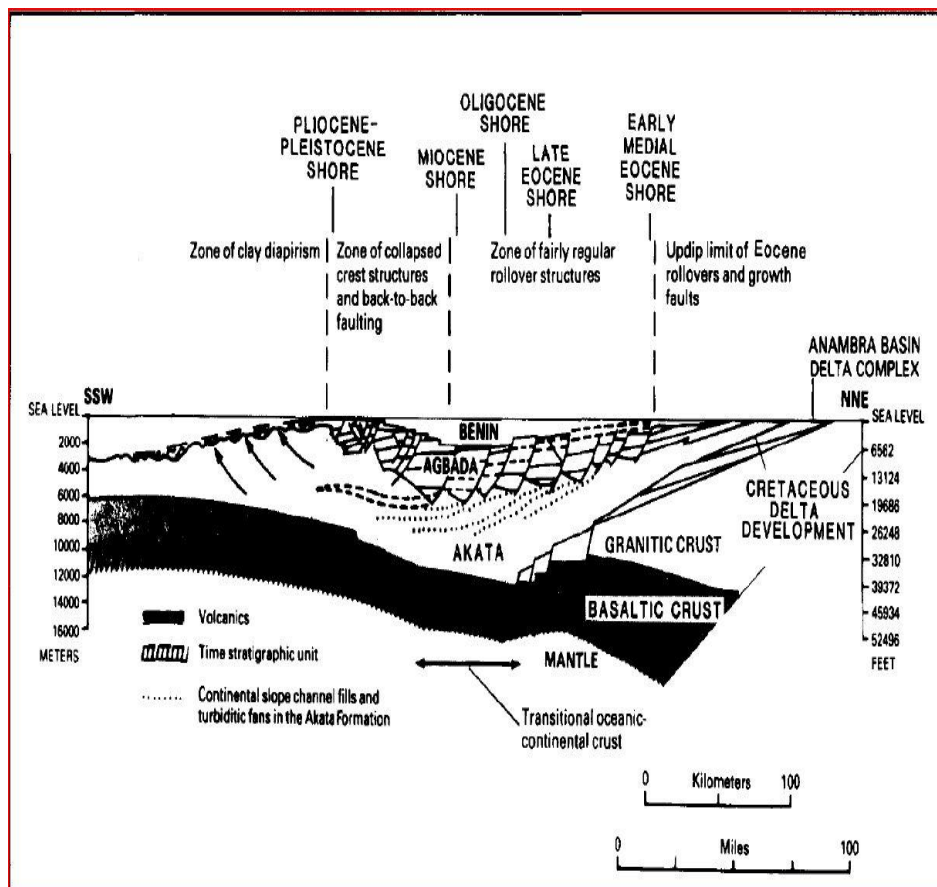 OLIGOCENE
SHORE
PLIOCENE-
PLEISTOCENE
SHORE
MIOCENE
SHORE
LATE
EOCENE
SHORE
EARLY
MEDIAL
EOCENE
SHORE
Zone of clay diapirism
Zone of collapsed
crest structures
and back-to-back
faulting
Zone of fairly regular
rollover structures
Updip limit of Eocene
rollovers and growth
faults
ANAMBRA BASIN
DELTA COMPLEX
SSW
NNE
SEA LEVEL
2000
4000
6000
8000
10000
12000
14000
16000
METERS
SEA LEVEL
6562
13124
19686
26248
32810
39372
45934
52496
FEET
BENIN
AGBADA
AKATA
CRETACEOUS
DELTA
DEVELOPMENT
GRANITIC CRUST
BASALTIC CRUST
MANTLE
Volcanics
Time stratigraphic unit
Continental slope channel fills and
turbiditic fans in the Akata Formation
Transitional oceanic-
continental crust
0 Kilometers 100
0 Miles 100